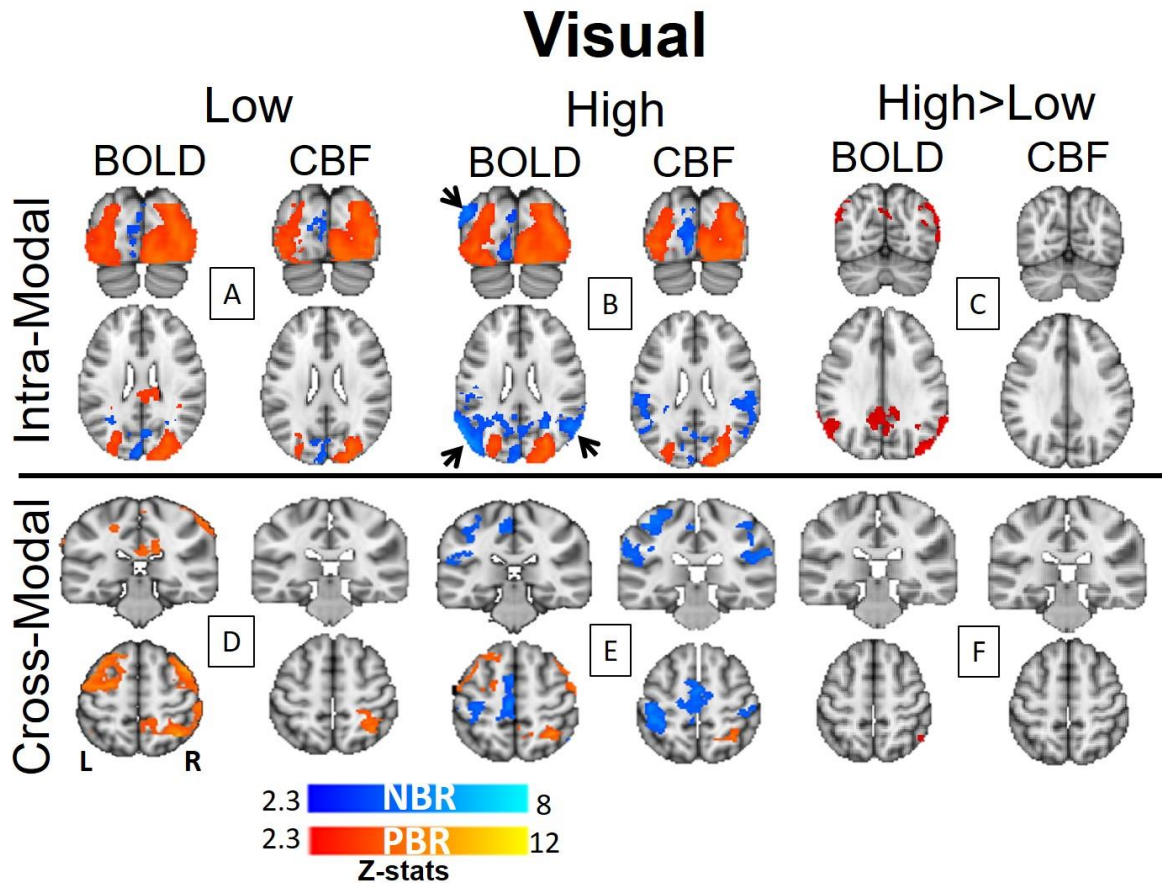 Visual
Low High High>Low
BOLD CBF BOLD CBF BOLD CBF
Intra-Modal
A B C
Cross-Modal
D E F
L R
2.3 NBR 8
2.3 PBR 12
Z-stats